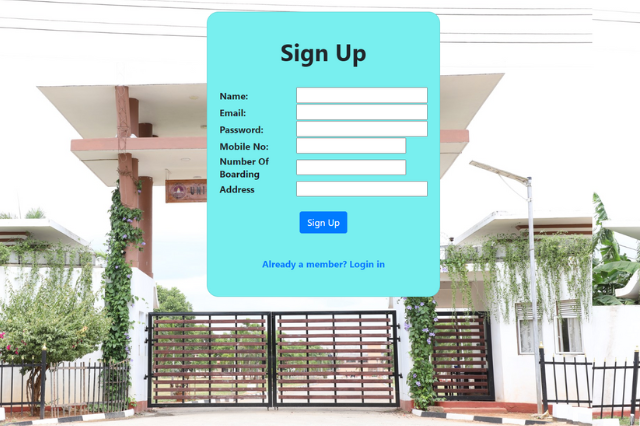 Sign Up
Name:
Email:
Password:
Mobile No:
Number Of
Boarding
Address
Sign Up
Already a member? Login in